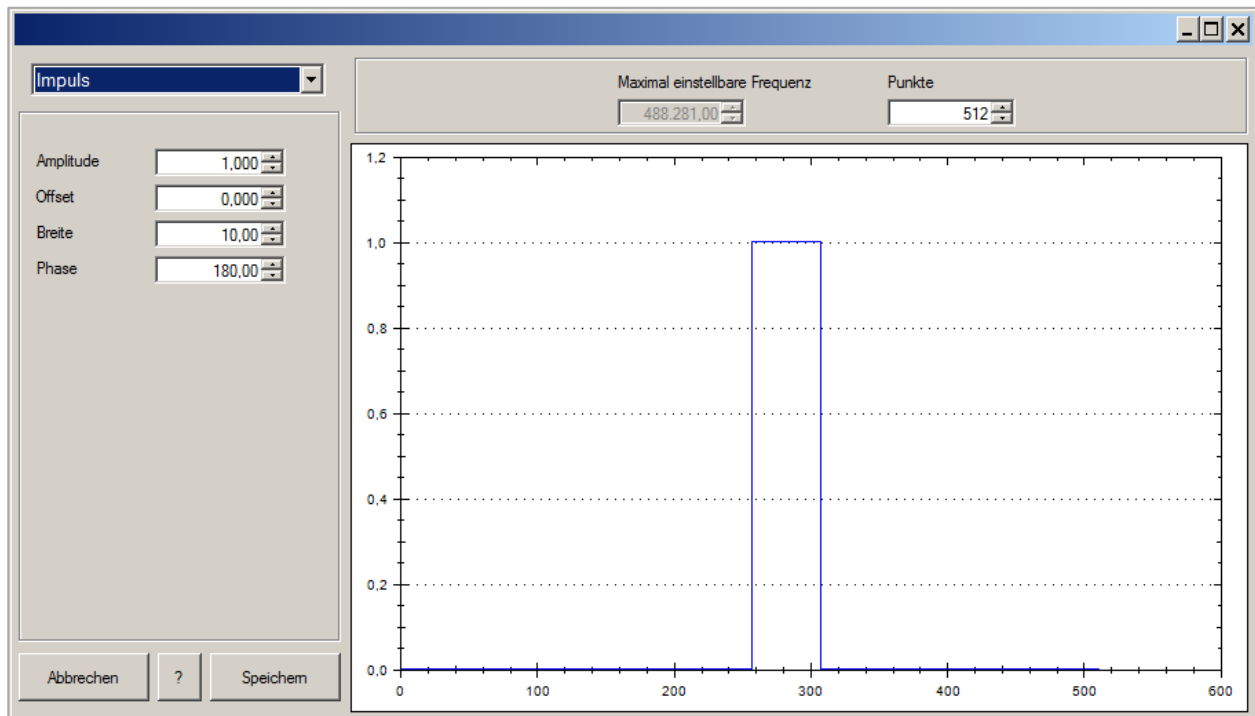 Impuls
Maximal einstellbare Frequenz
Punkte
488.281,00
512
Amplitude 1,000
Offset 0,000
Breite 10,00
Phase 180,00
1,2
1,0
0,8
0,6
0,4
0,2
0,0
0 100 200 300 400 500 600
Abbrechen ? Speichern